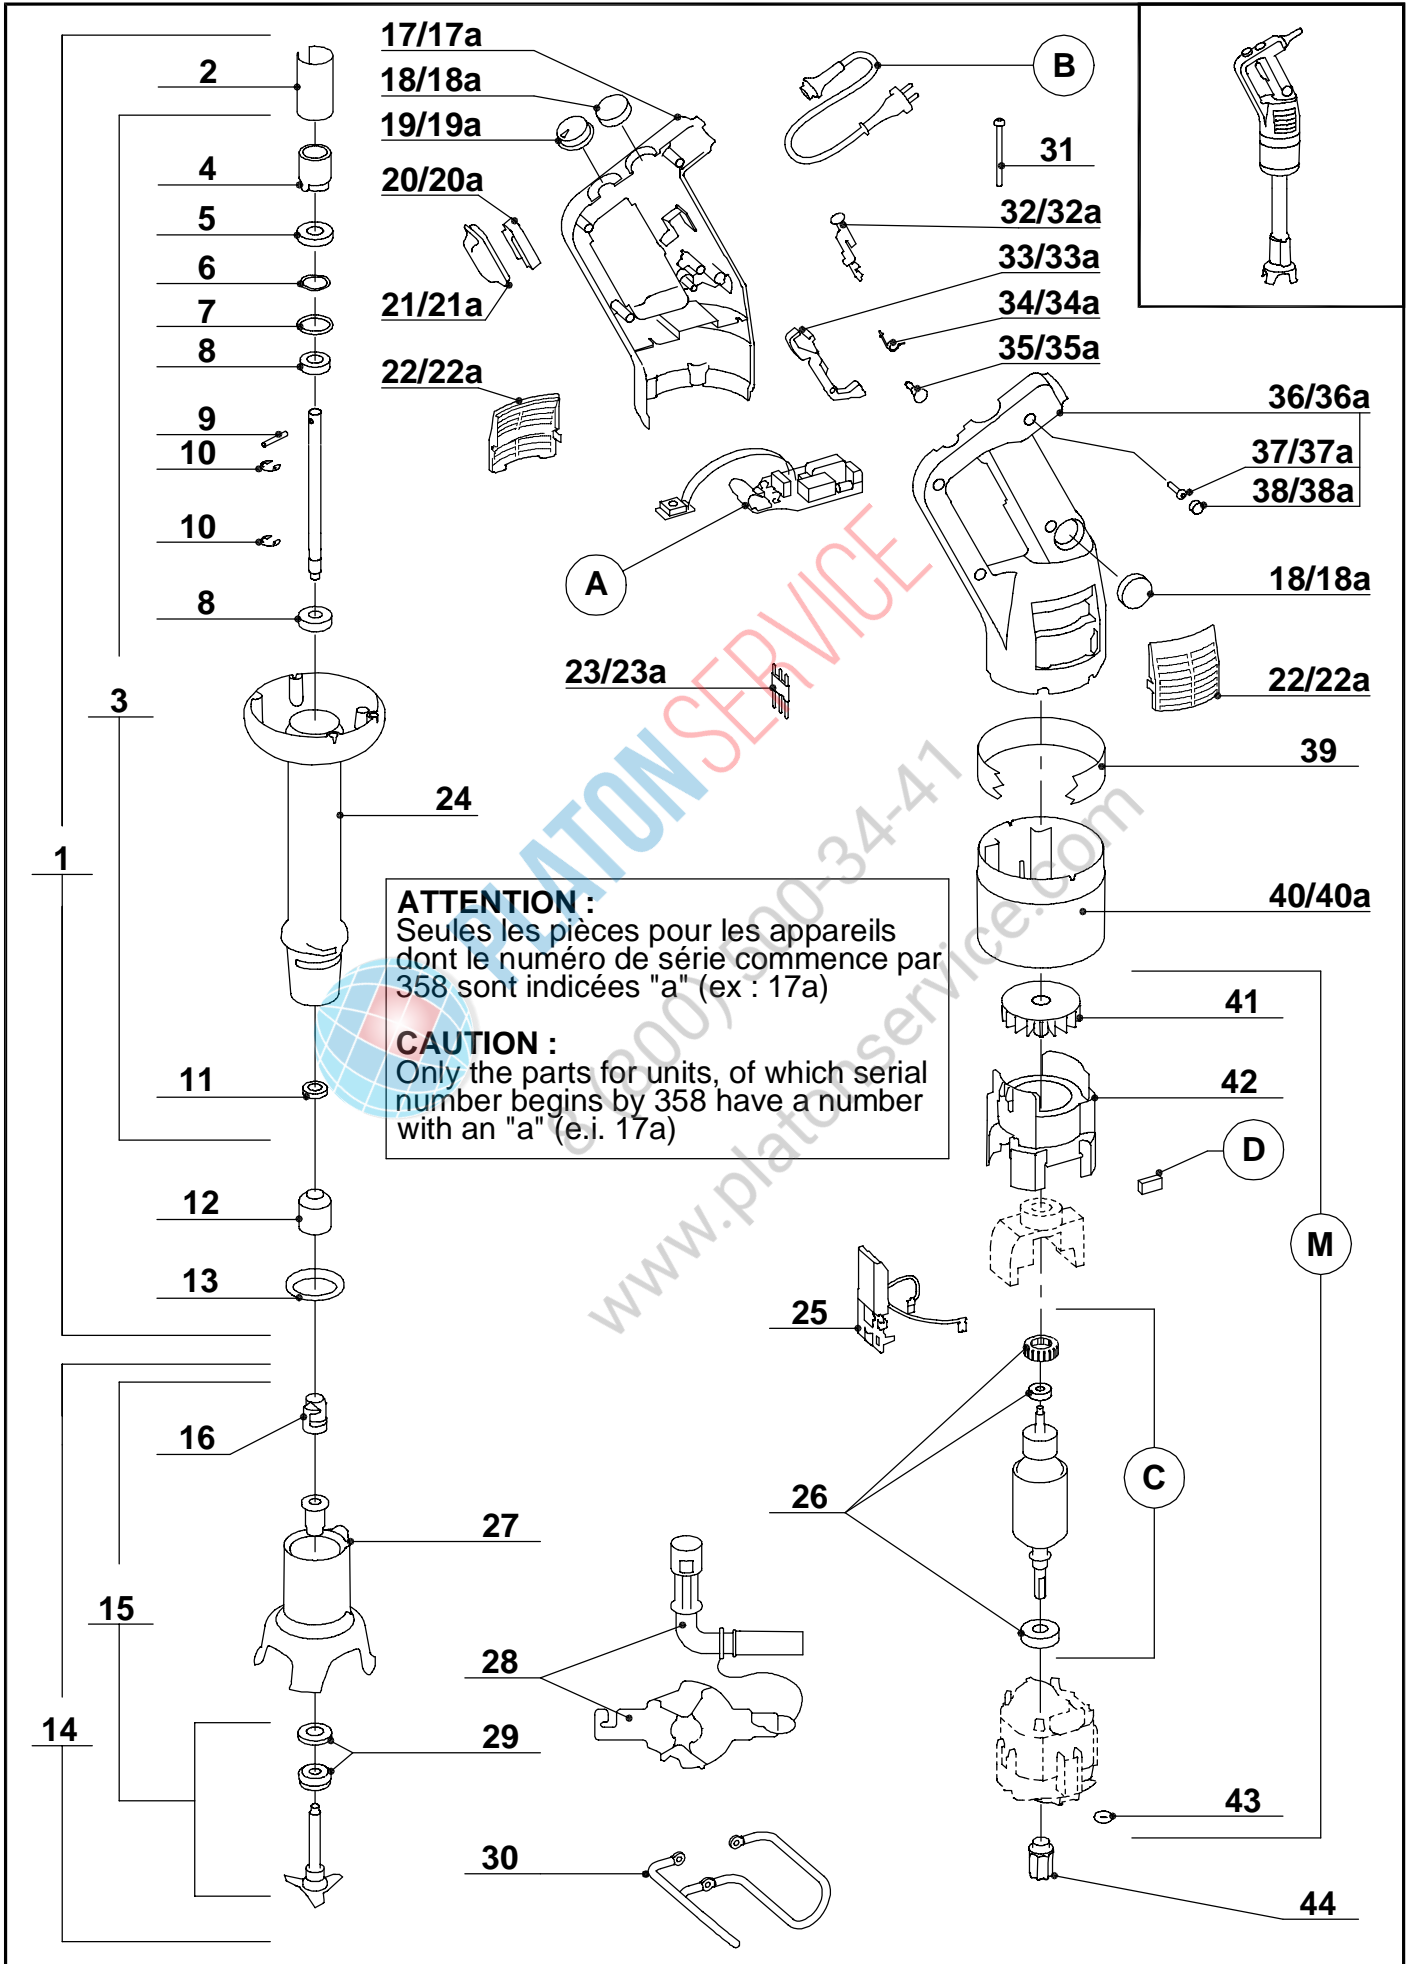 17/17a
18/18a
19/19a
20/20a
21/21a
22/22a
B
31
32/32a
33/33a
34/34a
35/35a
36/36a
37/37a
38/38a
18/18a
22/22a
2
4
5
6
7
8
9
10
10
8
3
24
1
A
23/23a
39
40/40a
41
42
D
M
ATTENTION :
Seules les pièces pour les appareils
dont le numéro de série commence par
358 sont indicées "a" (ex : 17a)
CAUTION :
Only the parts for units, of which serial
number begins by 358 have a number
with an "a" (e.i. 17a)
PLATONSERVICE
8 (800) 500-34-41
www.platonservice.com
11
12
13
16
25
26
C
27
15
28
14
29
30
43
44